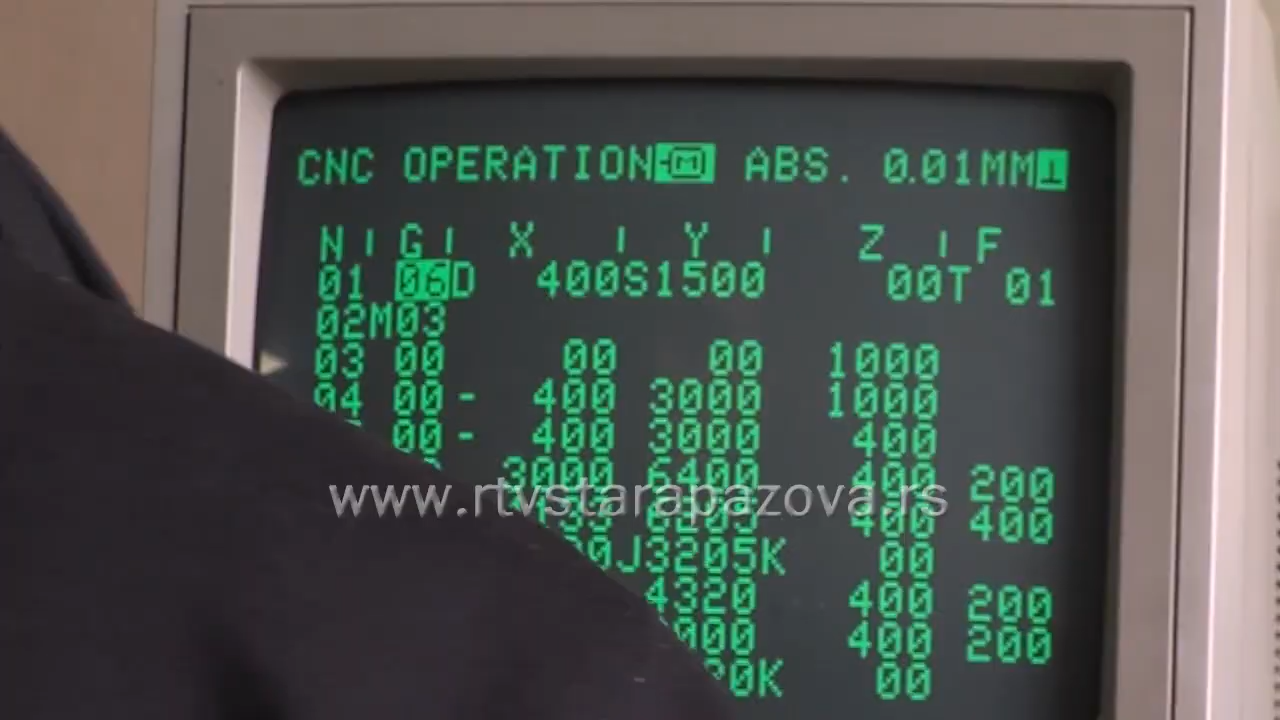 CNC OPERATION ABS. 0.01MM
N G X Y Z F
01 06D 400S1500 00T 01
02M03
03 00 00 00 1000
04 00 - 400 3000 1000
00 - 400 3000 400
3000 6400 400 200
400 400
www.rtvstarapazova.rs
J3205K 00
4320 400 200
000 400 200
00